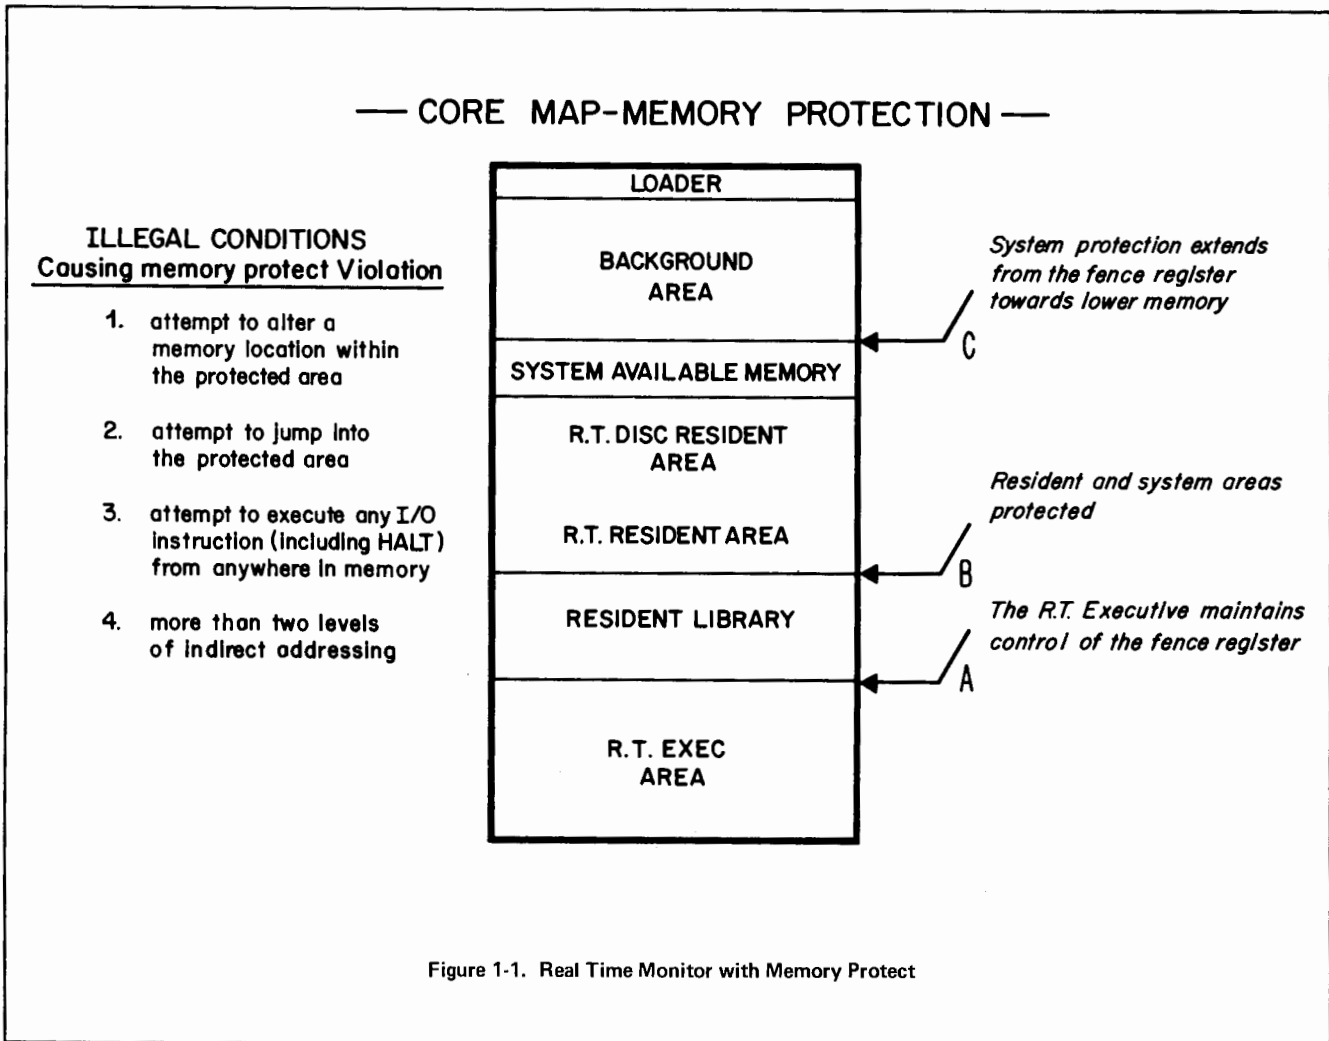 — CORE MAP-MEMORY PROTECTION —
LOADER
ILLEGAL CONDITIONS
Causing memory protect Violation
1. attempt to alter a
memory location within
the protected area
2. attempt to jump into
the protected area
3. attempt to execute any I/O
instruction (including HALT)
from anywhere in memory
4. more than two levels
of indirect addressing
BACKGROUND
AREA
SYSTEM AVAILABLE MEMORY
R.T. DISC RESIDENT
AREA
R.T. RESIDENT AREA
RESIDENT LIBRARY
R.T. EXEC
AREA
System protection extends
from the fence register
towards lower memory
C
Resident and system areas
protected
B
The R.T. Executive maintains
control of the fence register
A
Figure 1-1. Real Time Monitor with Memory Protect